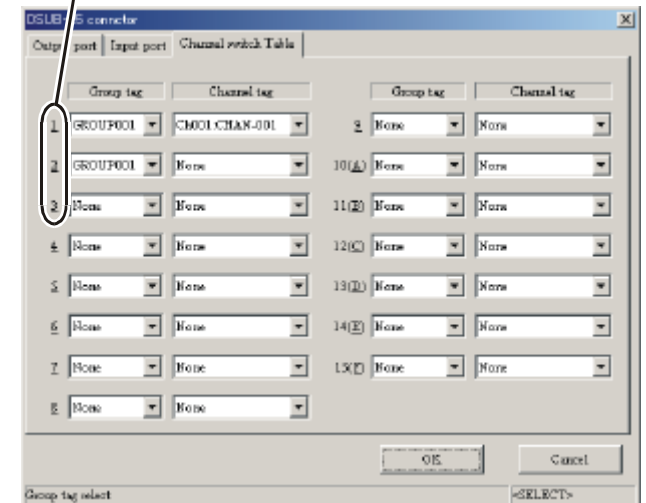 DSUB-25 connctor
Output port Input port Channel switch Table
Group tag Channel tag Group tag Channel tag
1 GROUP001 Ch001:CHAN-001 9 None None
2 GROUP001 None 10(A) None None
3 None None 11(B) None None
4 None None 12(C) None None
5 None None 13(D) None None
6 None None 14(E) None None
7 None None 15(F) None None
8 None None
OK Cancel
Group tag select <SELECT>